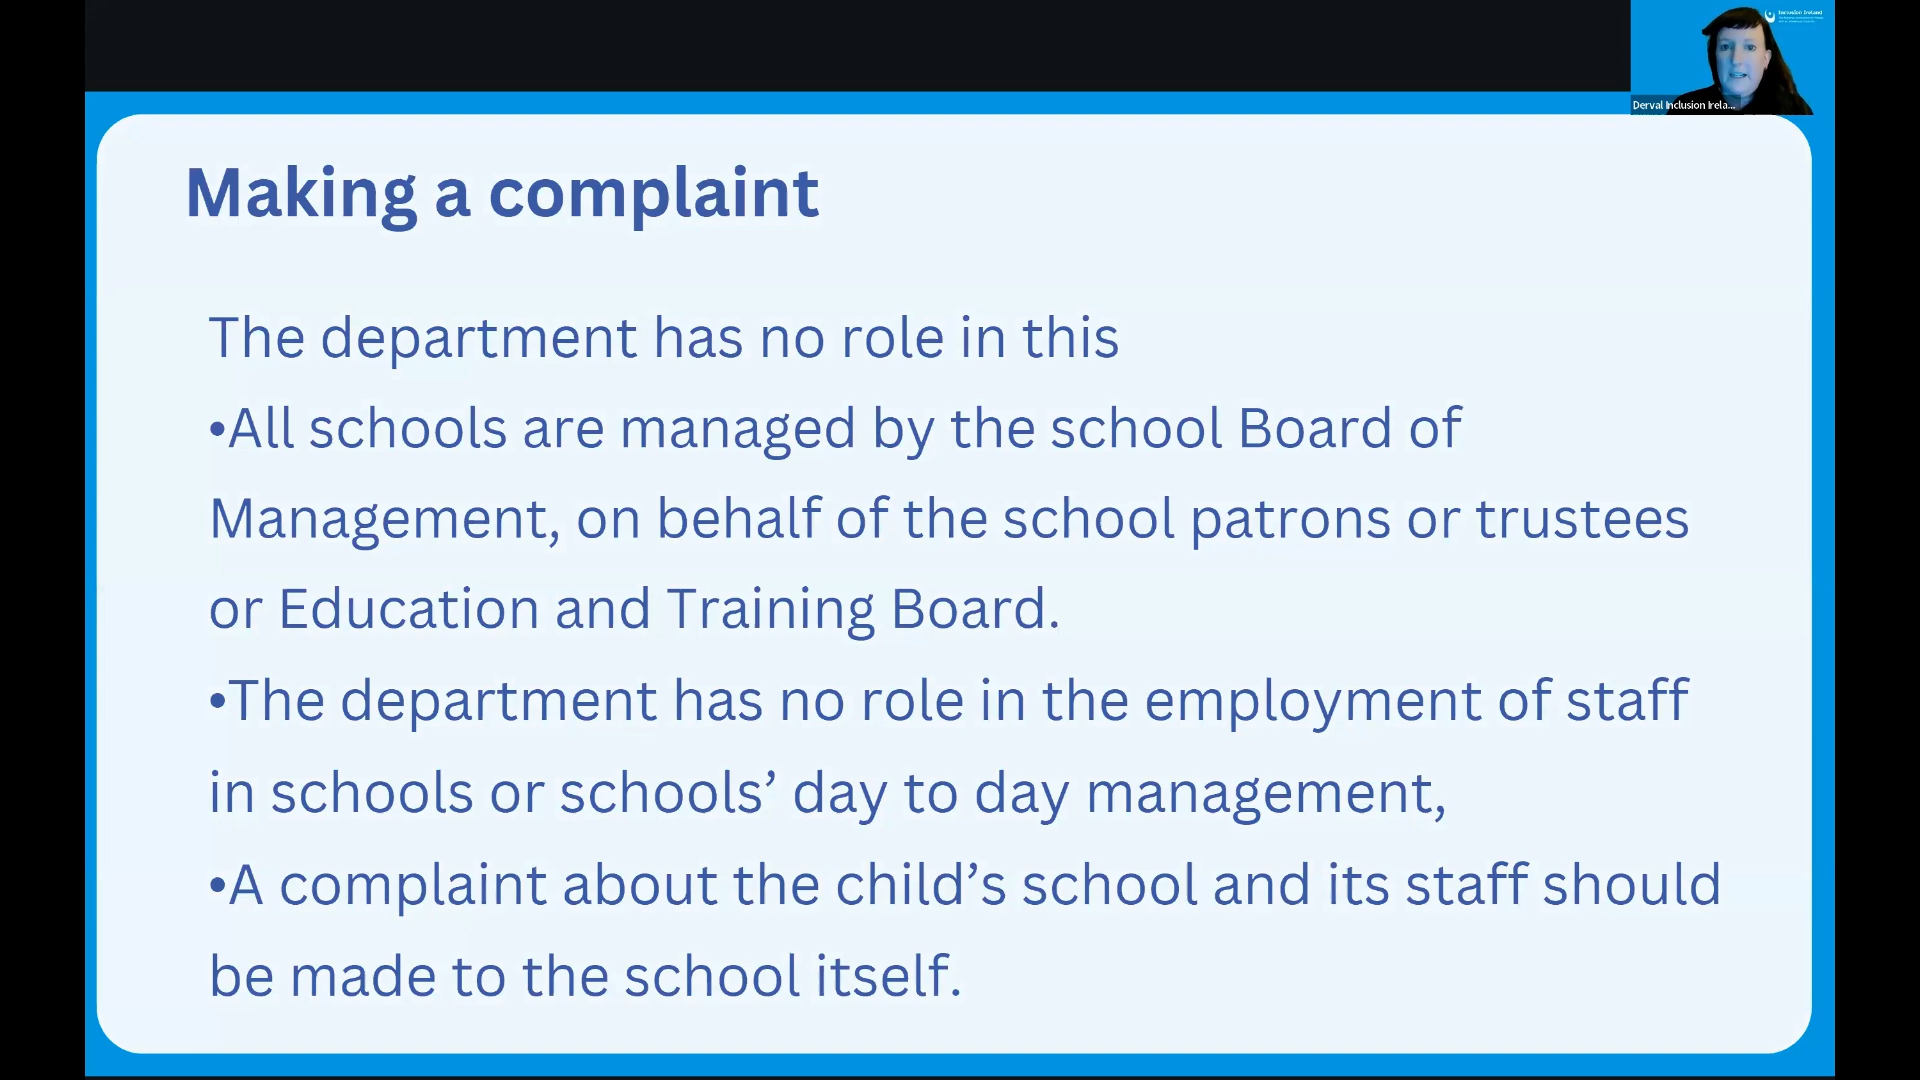 Inclusion Ireland
Derval Inclusion Irela...
Making a complaint
The department has no role in this
•All schools are managed by the school Board of
Management, on behalf of the school patrons or trustees
or Education and Training Board.
•The department has no role in the employment of staff
in schools or schools’ day to day management,
•A complaint about the child’s school and its staff should
be made to the school itself.